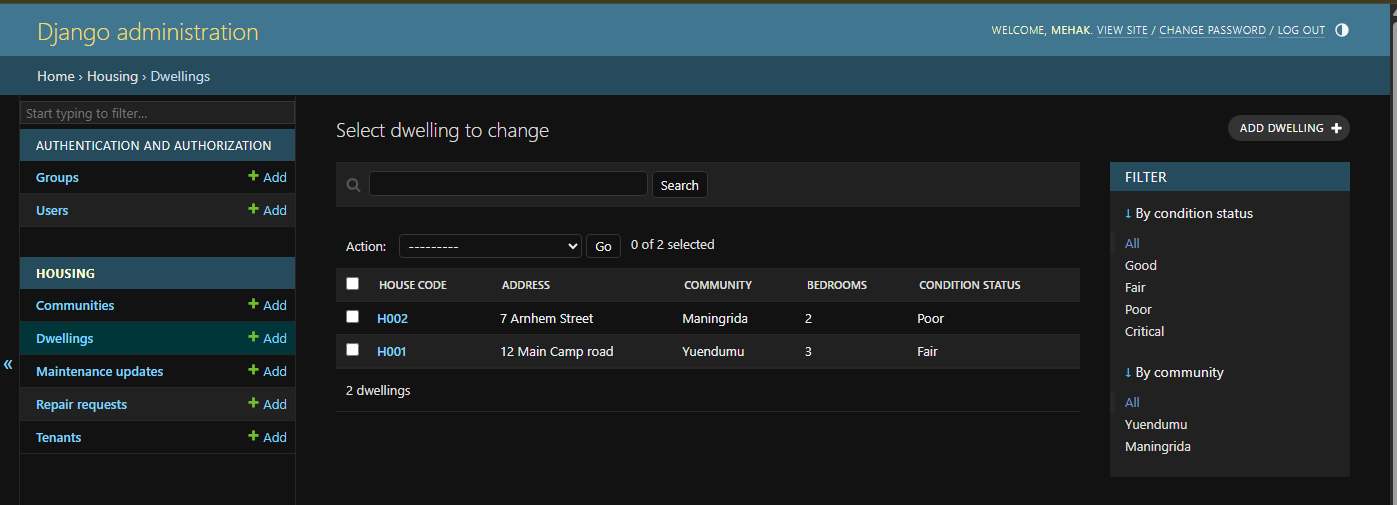 Django administration
WELCOME, MEHAK. VIEW SITE / CHANGE PASSWORD / LOG OUT
Home › Housing › Dwellings
Start typing to filter...
AUTHENTICATION AND AUTHORIZATION
Groups + Add
Users + Add
HOUSING
Communities + Add
Dwellings + Add
Maintenance updates + Add
Repair requests + Add
Tenants + Add
«
Select dwelling to change
ADD DWELLING +
Search
Action: --------- Go 0 of 2 selected
HOUSE CODE ADDRESS COMMUNITY BEDROOMS CONDITION STATUS
H002 7 Arnhem Street Maningrida 2 Poor
H001 12 Main Camp road Yuendumu 3 Fair
2 dwellings
FILTER
↓ By condition status
All
Good
Fair
Poor
Critical
↓ By community
All
Yuendumu
Maningrida